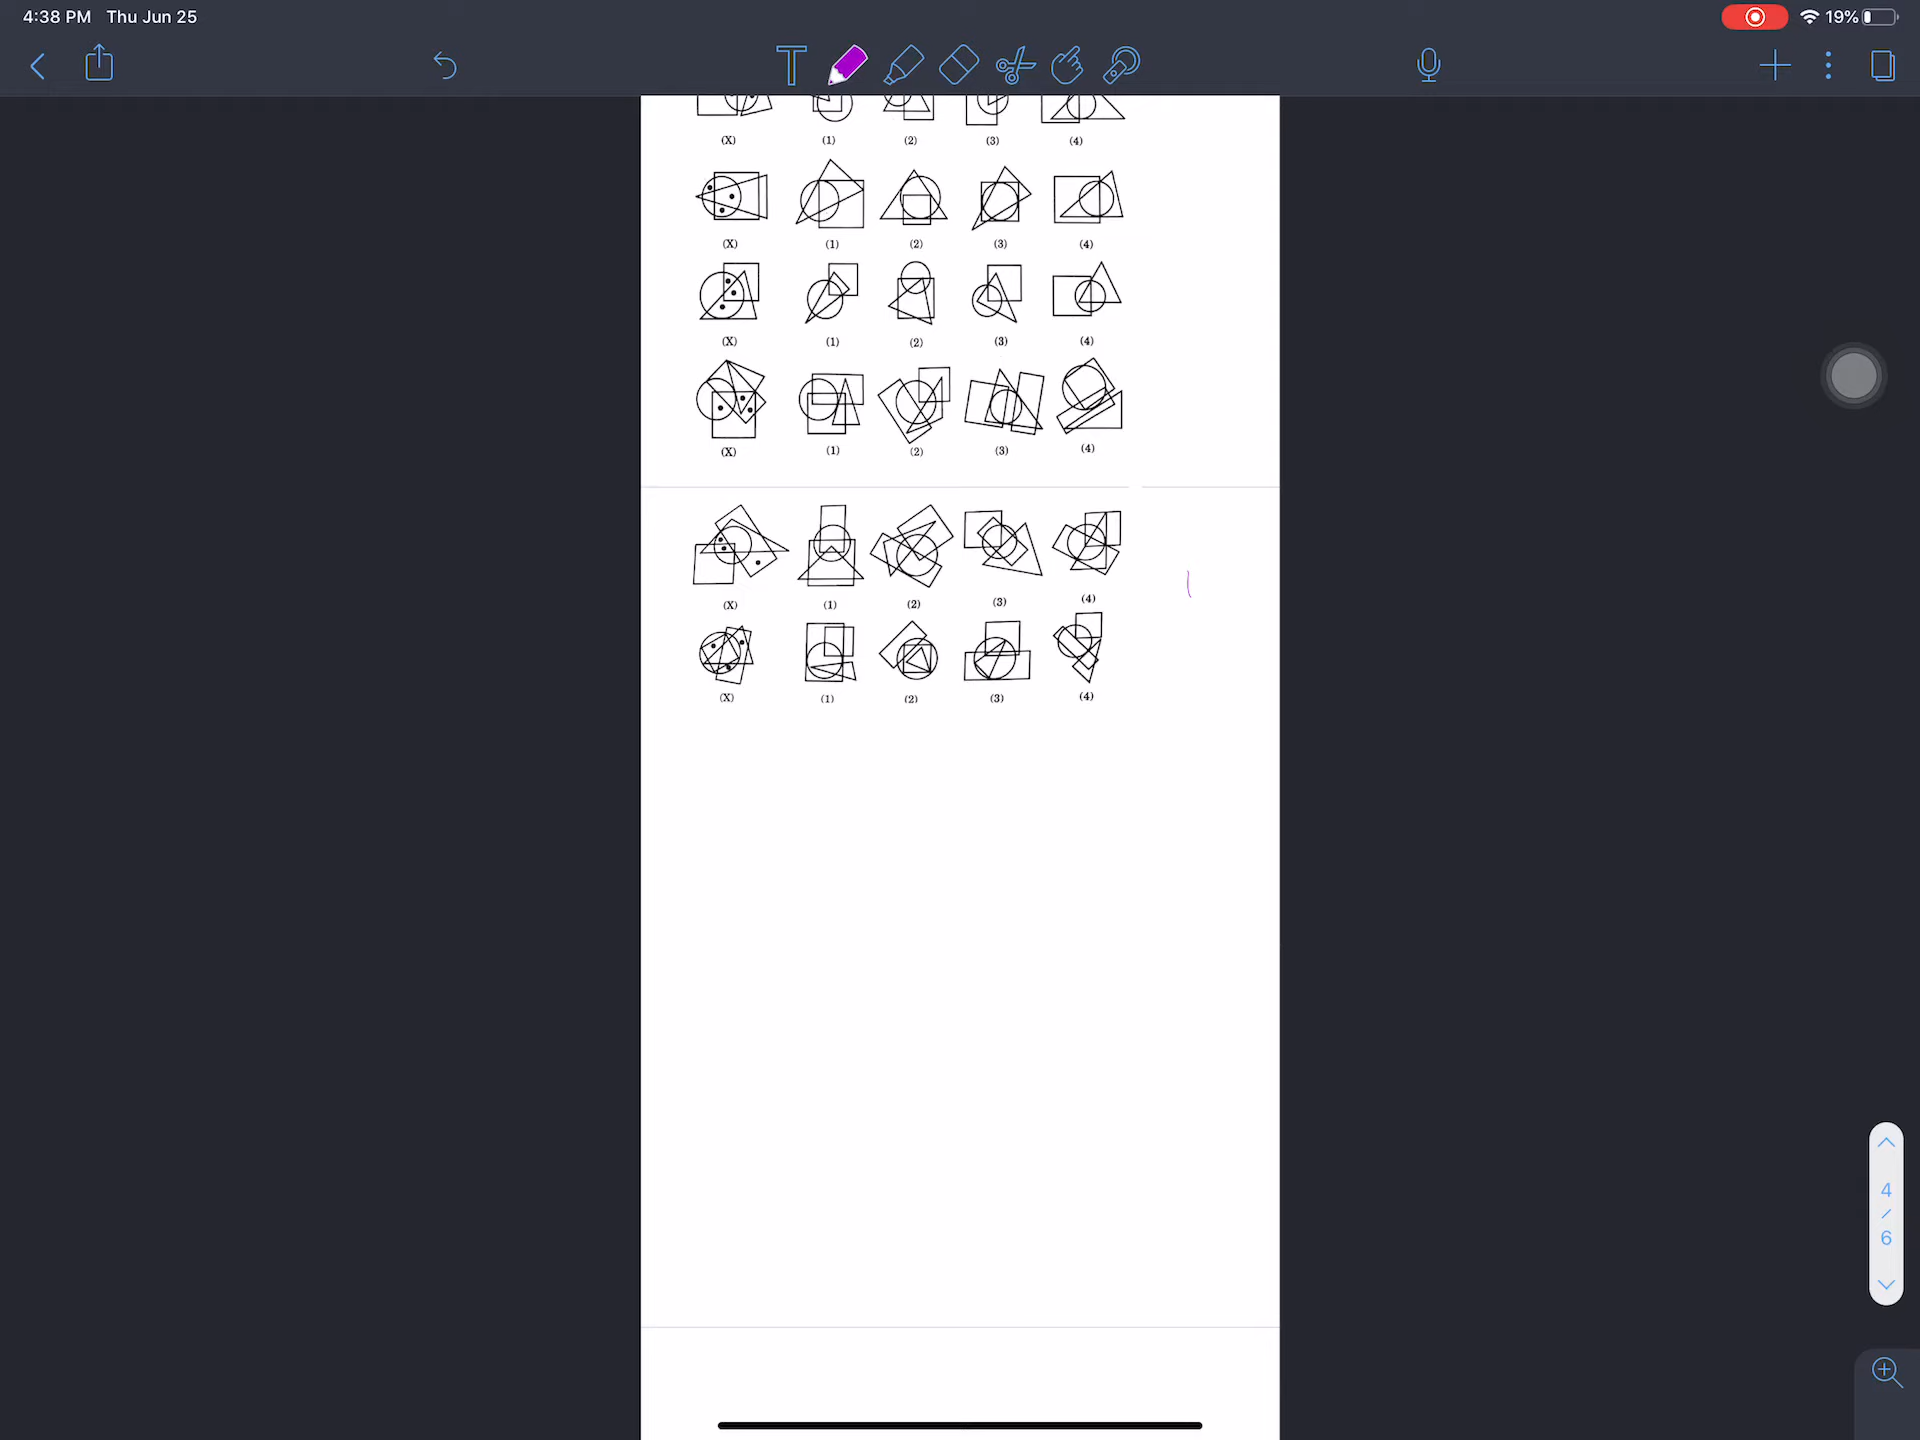 4:38 PM Thu Jun 25 19%
T
(X) (1) (2) (3) (4)
(X) (1) (2) (3) (4)
(X) (1) (2) (3) (4)
(X) (1) (2) (3) (4)
(X) (1) (2) (3) (4)
(X) (1) (2) (3) (4)
4
/
6